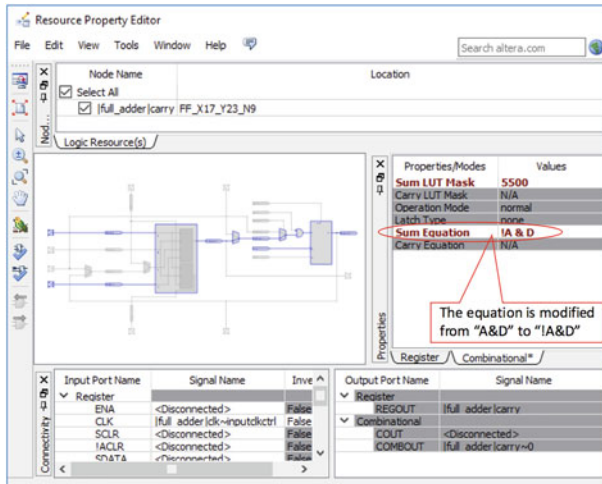 Resource Property Editor
File Edit View Tools Window Help
Search altera.com
Node Name Location
Select All
|full_adder|carry FF_X17_Y23_N9
Nod...
Logic Resource(s)
Properties/Modes Values
Sum LUT Mask 5500
Carry LUT Mask N/A
Operation Mode normal
Latch Type none
Sum Equation !A & D
Carry Equation N/A
The equation is modified
from “A&D” to “!A&D”
Properties
Register Combinational*
Connectivity
Input Port Name Signal Name Inve
Register
ENA <Disconnected> False
CLK |full_adder|clk~inputclkctrl False
SCLR <Disconnected> False
!ACLR <Disconnected> False
SDATA <Disconnected> False
Output Port Name Signal Name
Register
REGOUT |full_adder|carry
Combinational
COUT <Disconnected>
COMBOUT |full_adder|carry~0